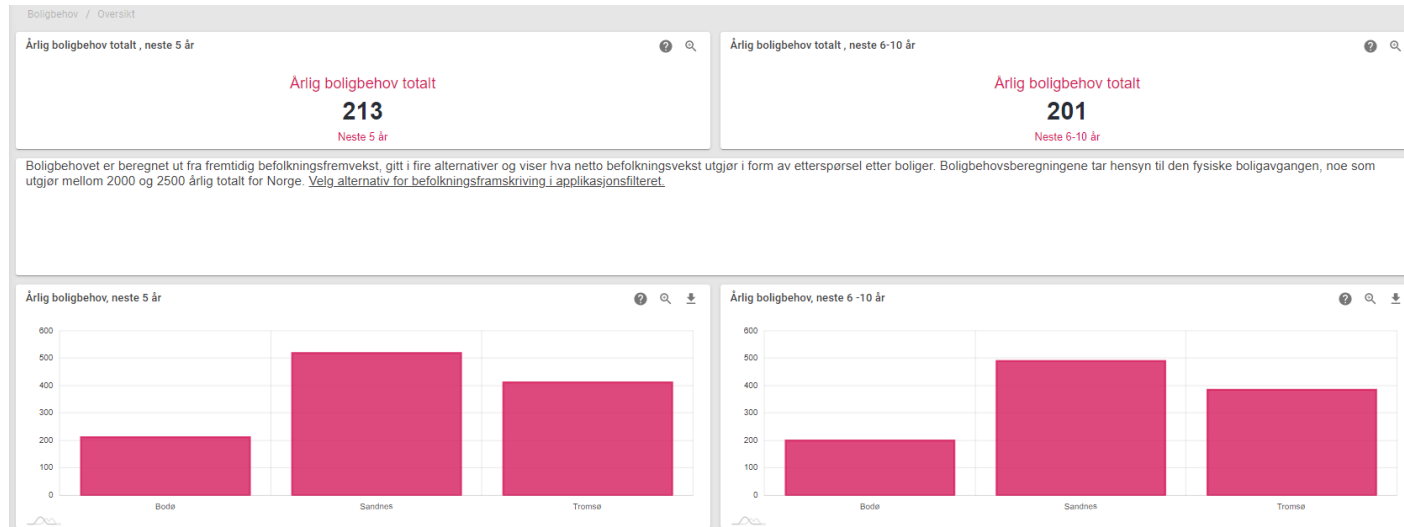 Boligbehov / Oversikt
Årlig boligbehov totalt , neste 5 år
Årlig boligbehov totalt
213
Neste 5 år
Årlig boligbehov totalt , neste 6-10 år
Årlig boligbehov totalt
201
Neste 6-10 år
Boligbehovet er beregnet ut fra fremtidig befolkningsfremvekst, gitt i fire alternativer og viser hva netto befolkningsvekst utgjør i form av etterspørsel etter boliger. Boligbehovsberegningene tar hensyn til den fysiske boligavgangen, noe som
utgjør mellom 2000 og 2500 årlig totalt for Norge. Velg alternativ for befolkningsframskriving i applikasjonsfilteret.
Årlig boligbehov, neste 5 år
600
500
400
300
200
100
0
Bodø Sandnes Tromsø
Årlig boligbehov, neste 6 -10 år
600
500
400
300
200
100
0
Bodø Sandnes Tromsø